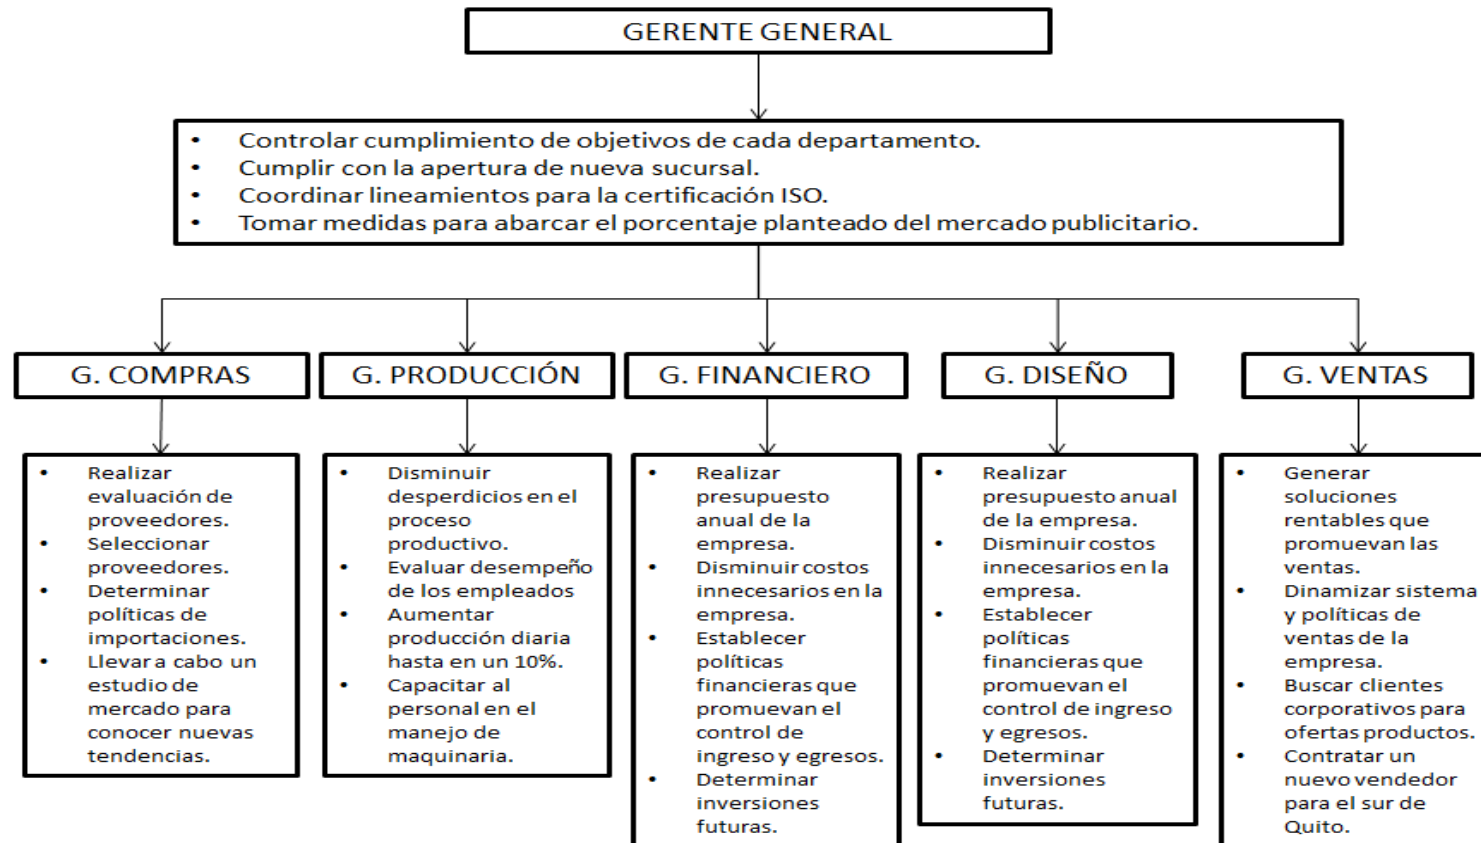 GERENTE GENERAL
• Controlar cumplimiento de objetivos de cada departamento.
• Cumplir con la apertura de nueva sucursal.
• Coordinar lineamientos para la certificación ISO.
• Tomar medidas para abarcar el porcentaje planteado del mercado publicitario.
G. COMPRAS
G. PRODUCCIÓN
G. FINANCIERO
G. DISEÑO
G. VENTAS
• Realizar
evaluación de
proveedores.
• Seleccionar
proveedores.
• Determinar
políticas de
importaciones.
• Llevar a cabo un
estudio de
mercado para
conocer nuevas
tendencias.
• Disminuir
desperdicios en el
proceso
productivo.
• Evaluar desempeño
de los empleados
• Aumentar
producción diaria
hasta en un 10%.
• Capacitar al
personal en el
manejo de
maquinaria.
• Realizar
presupuesto
anual de la
empresa.
• Disminuir costos
innecesarios en la
empresa.
• Establecer
políticas
financieras que
promuevan el
control de
ingreso y egresos.
• Determinar
inversiones
futuras.
• Realizar
presupuesto anual
de la empresa.
• Disminuir costos
innecesarios en la
empresa.
• Establecer
políticas
financieras que
promuevan el
control de ingreso
y egresos.
• Determinar
inversiones
futuras.
• Generar
soluciones
rentables que
promuevan las
ventas.
• Dinamizar sistema
y políticas de
ventas de la
empresa.
• Buscar clientes
corporativos para
ofertas productos.
• Contratar un
nuevo vendedor
para el sur de
Quito.